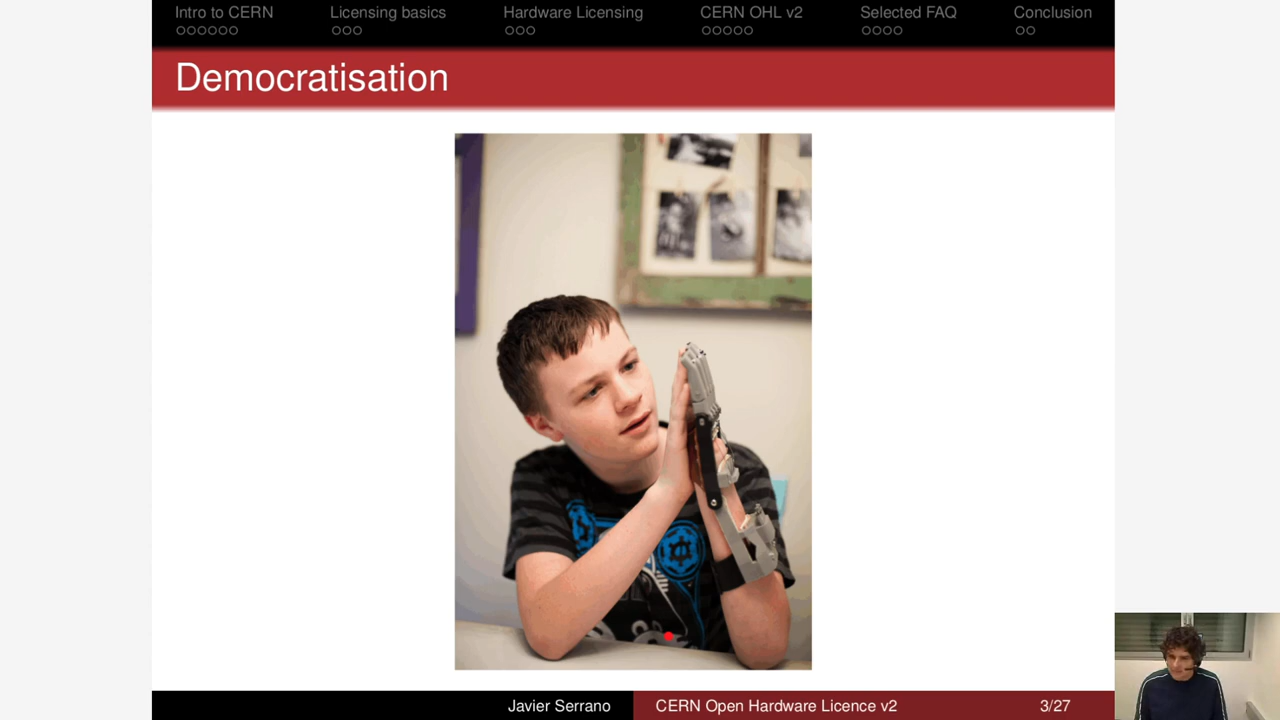 Intro to CERN Licensing basics Hardware Licensing CERN OHL v2 Selected FAQ Conclusion
Democratisation
Javier Serrano CERN Open Hardware Licence v2 3/27